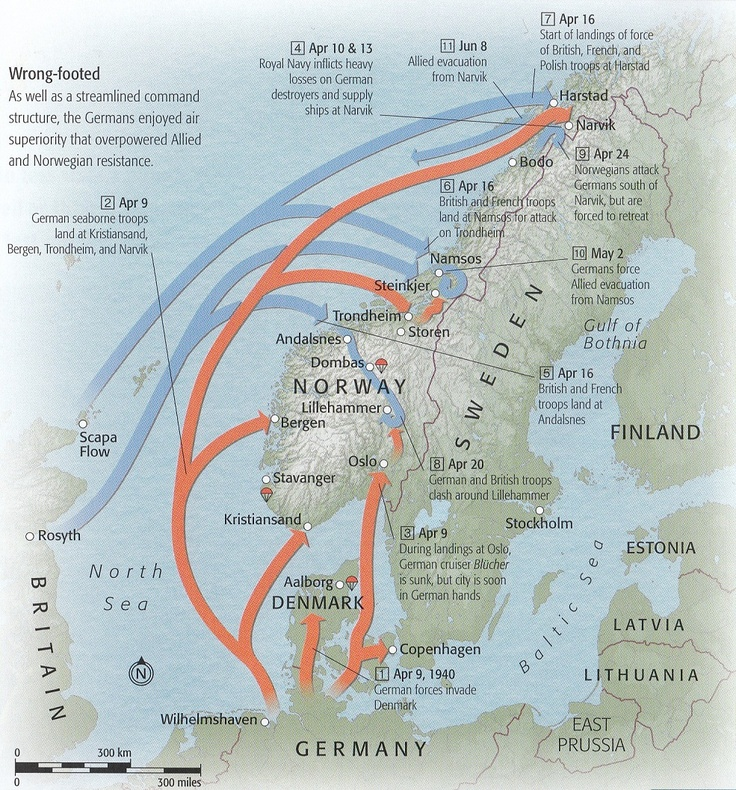 Wrong-footed
As well as a streamlined command
structure, the Germans enjoyed air
superiority that overpowered Allied
and Norwegian resistance.
4 Apr 10 & 13
Royal Navy inflicts heavy
losses on German
destroyers and supply
ships at Narvik
11 Jun 8
Allied evacuation
from Narvik
7 Apr 16
Start of landings of force
of British, French, and
Polish troops at Harstad
Harstad
Narvik
Bodo
9 Apr 24
Norwegians attack
Germans south of
Narvik, but are
forced to retreat
2 Apr 9
German seaborne troops
land at Kristiansand,
Bergen, Trondheim, and Narvik
6 Apr 16
British and French troops
land at Namsos for attack
on Trondheim
Namsos
10 May 2
Germans force
Allied evacuation
from Namsos
Steinkjer
Trondheim
Storen
Andalsnes
Dombas
NORWAY
SWEDEN
Gulf of
Bothnia
5 Apr 16
British and French
troops land at
Andalsnes
Lillehammer
Bergen
Scapa
Flow
FINLAND
Oslo
8 Apr 20
German and British troops
clash around Lillehammer
Stavanger
Kristiansand
Stockholm
Rosyth
3 Apr 9
During landings at Oslo,
German cruiser Blücher
is sunk, but city is soon
in German hands
ESTONIA
North
Sea
Aalborg
DENMARK
Baltic Sea
LATVIA
BRITAIN
Copenhagen
N
1 Apr 9, 1940
German forces invade
Denmark
LITHUANIA
Wilhelmshaven
GERMANY
EAST
PRUSSIA
0 300 km
0 300 miles